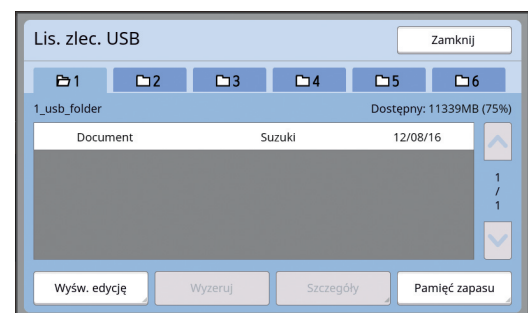 Lis. zlec. USB
Zamknij
1 2 3 4 5 6
1_usb_folder Dostępny: 11339MB (75%)
Document Suzuki 12/08/16
1
/
1
Wyśw. edycję Wyzeruj Szczegóły Pamięć zapasu